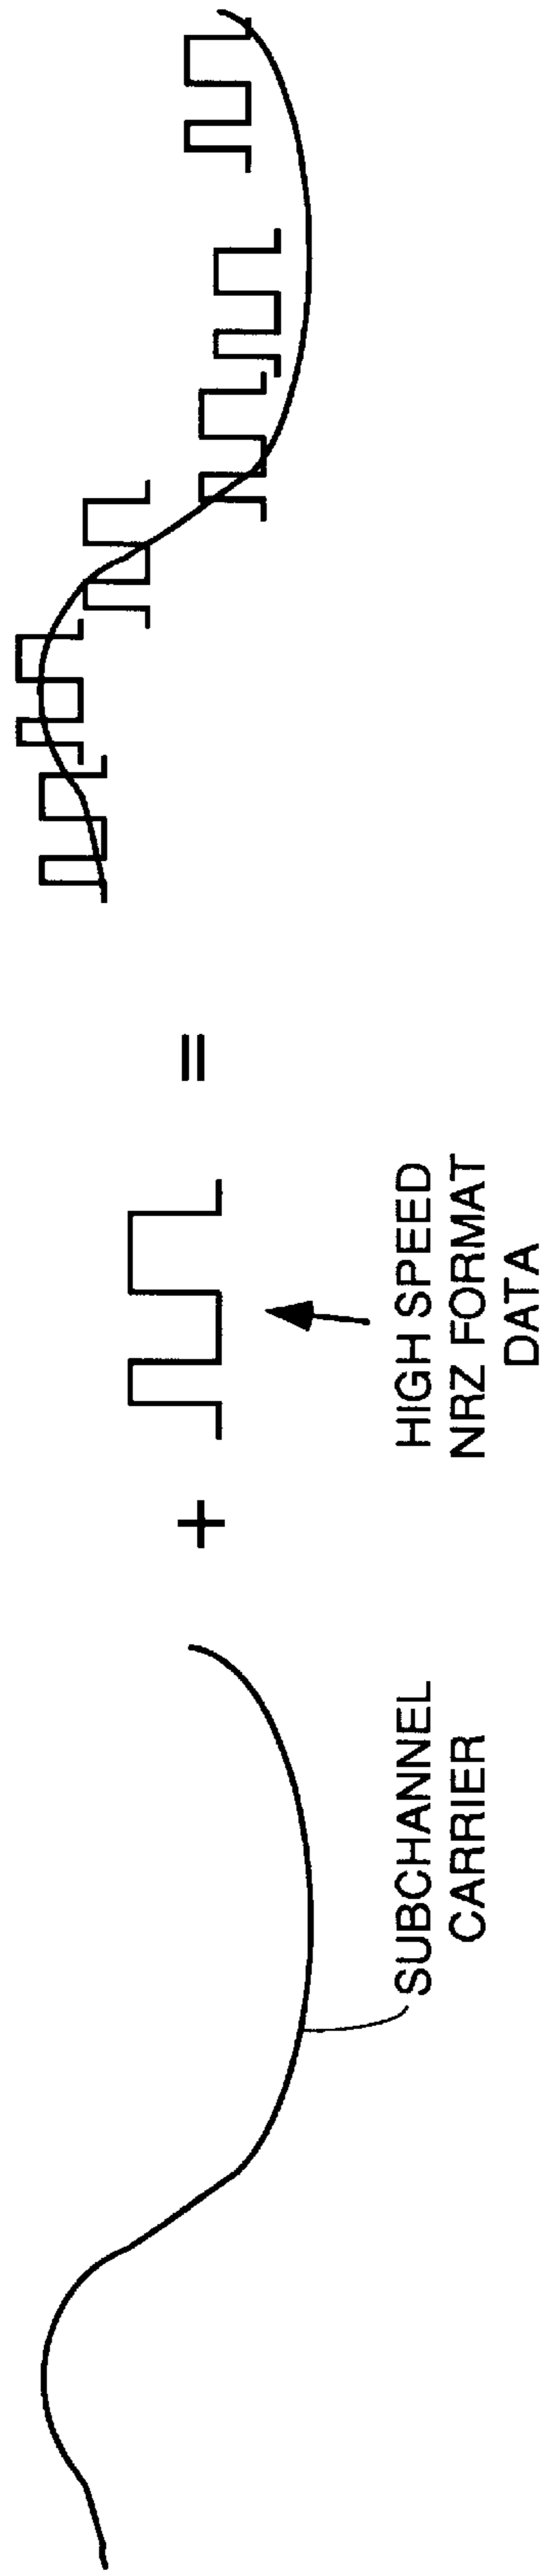 SUBCHANNEL
CARRIER
+
HIGH SPEED
NRZ FORMAT
DATA
=